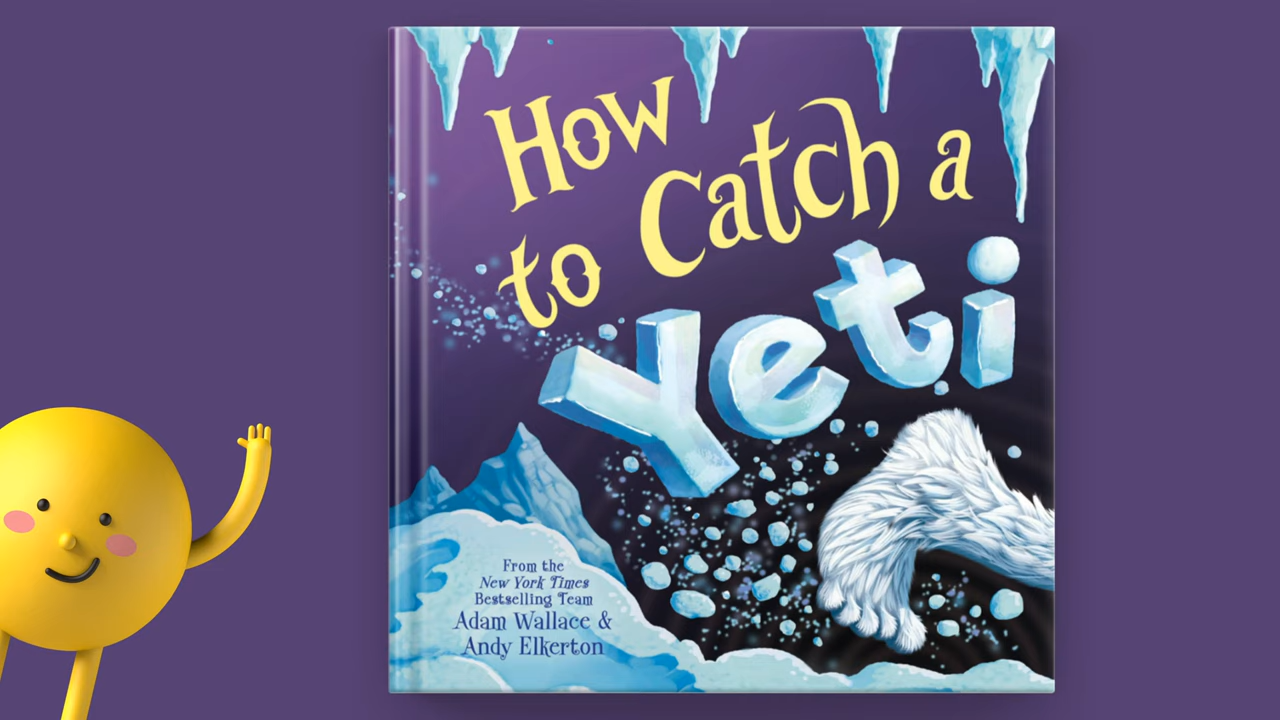 How
to Catch a
Yeti
From the
New York Times
Bestselling Team
Adam Wallace &
Andy Elkerton